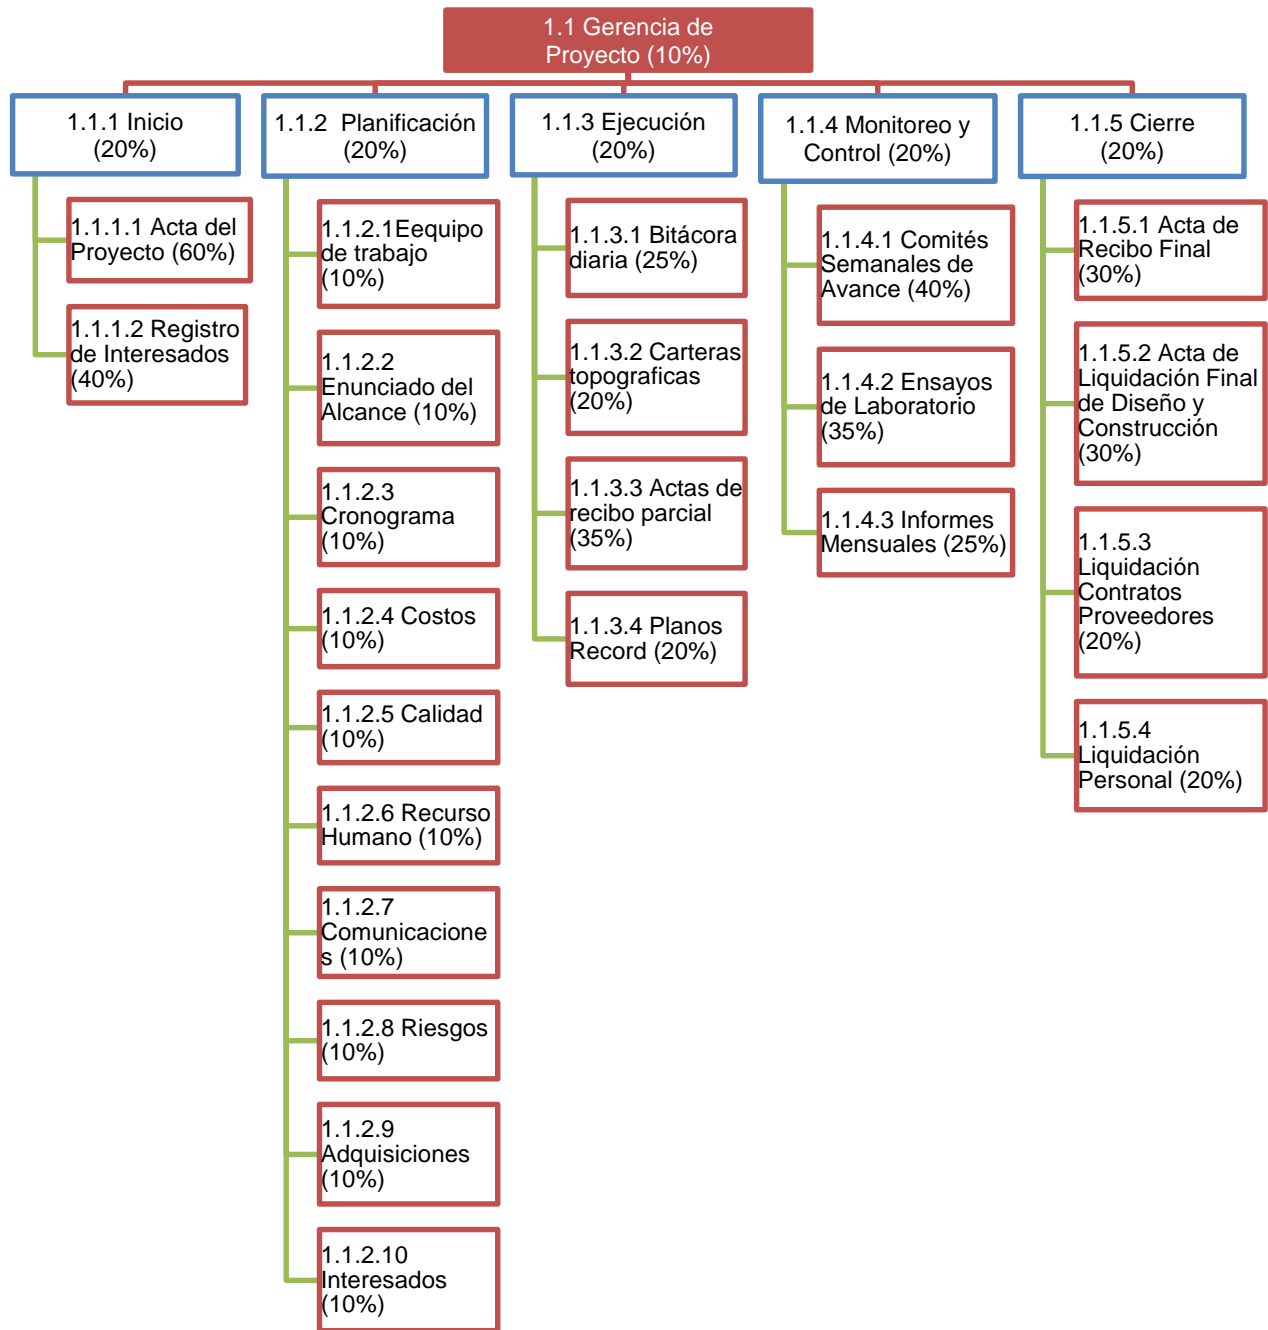 1.1 Gerencia de
Proyecto (10%)
1.1.1 Inicio
(20%)
1.1.1.1 Acta del
Proyecto (60%)
1.1.1.2 Registro
de Interesados
(40%)
1.1.2 Planificación
(20%)
1.1.2.1Eequipo
de trabajo
(10%)
1.1.2.2
Enunciado del
Alcance (10%)
1.1.2.3
Cronograma
(10%)
1.1.2.4 Costos
(10%)
1.1.2.5 Calidad
(10%)
1.1.2.6 Recurso
Humano (10%)
1.1.2.7
Comunicacione
s (10%)
1.1.2.8 Riesgos
(10%)
1.1.2.9
Adquisiciones
(10%)
1.1.2.10
Interesados
(10%)
1.1.3 Ejecución
(20%)
1.1.3.1 Bitácora
diaria (25%)
1.1.3.2 Carteras
topograficas
(20%)
1.1.3.3 Actas de
recibo parcial
(35%)
1.1.3.4 Planos
Record (20%)
1.1.4 Monitoreo y
Control (20%)
1.1.4.1 Comités
Semanales de
Avance (40%)
1.1.4.2 Ensayos
de Laboratorio
(35%)
1.1.4.3 Informes
Mensuales (25%)
1.1.5 Cierre
(20%)
1.1.5.1 Acta de
Recibo Final
(30%)
1.1.5.2 Acta de
Liquidación Final
de Diseño y
Construcción
(30%)
1.1.5.3
Liquidación
Contratos
Proveedores
(20%)
1.1.5.4
Liquidación
Personal (20%)